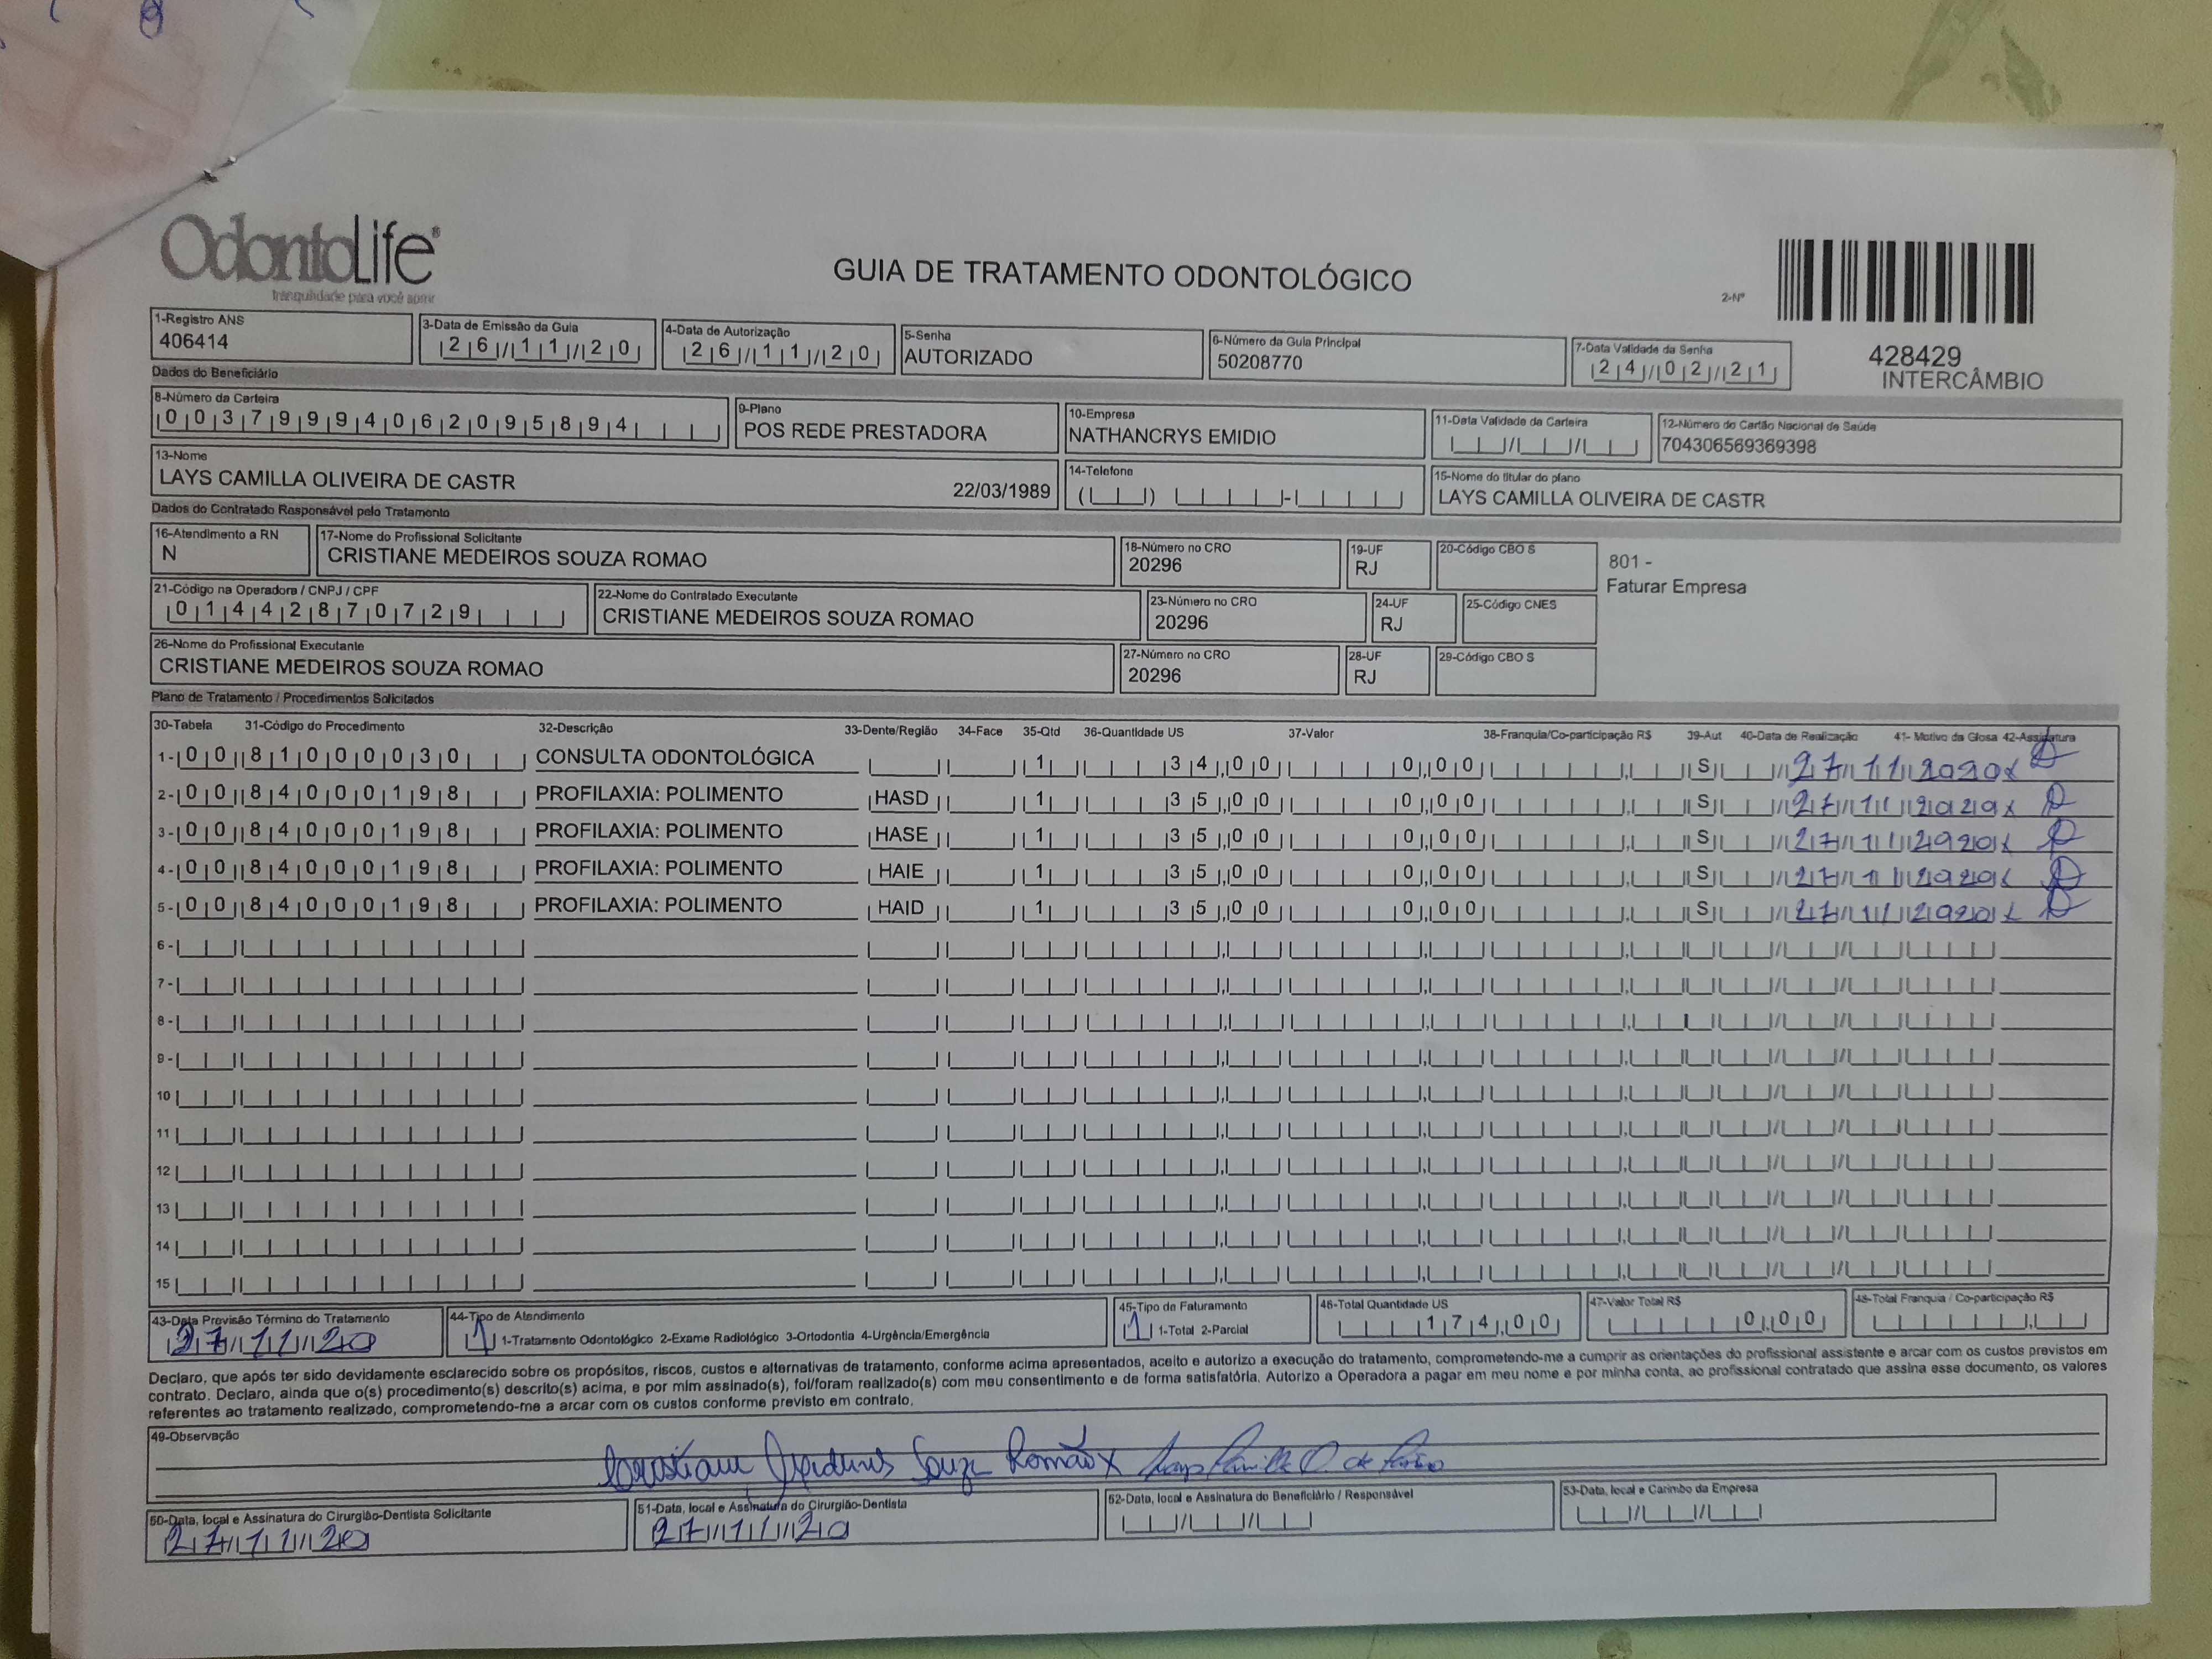 OdontoLife®
tranquilidade para você sorrir
GUIA DE TRATAMENTO ODONTOLÓGICO
2-Nº
428429
INTERCÂMBIO
1-Registro ANS
406414
3-Data de Emissão da Guia
26/11/20
4-Data de Autorização
26/11/20
5-Senha
AUTORIZADO
6-Número da Guia Principal
50208770
7-Data Validade da Senha
24/02/21
Dados do Beneficiário
8-Número da Carteira
00379994062095894
9-Plano
POS REDE PRESTADORA
10-Empresa
NATHANCRYS EMIDIO
11-Data Validade da Carteira
12-Número do Cartão Nacional de Saúde
704306569369398
13-Nome
LAYS CAMILLA OLIVEIRA DE CASTR 22/03/1989
14-Telefone
15-Nome do titular do plano
LAYS CAMILLA OLIVEIRA DE CASTR
Dados do Contratado Responsável pelo Tratamento
16-Atendimento a RN
N
17-Nome do Profissional Solicitante
CRISTIANE MEDEIROS SOUZA ROMAO
18-Número no CRO
20296
19-UF
RJ
20-Código CBO S
801 -
Faturar Empresa
21-Código na Operadora / CNPJ / CPF
01442870729
22-Nome do Contratado Executante
CRISTIANE MEDEIROS SOUZA ROMAO
23-Número no CRO
20296
24-UF
RJ
25-Código CNES
26-Nome do Profissional Executante
CRISTIANE MEDEIROS SOUZA ROMAO
27-Número no CRO
20296
28-UF
RJ
29-Código CBO S
Plano de Tratamento / Procedimentos Solicitados
30-Tabela 31-Código do Procedimento 32-Descrição 33-Dente/Região 34-Face 35-Qtd 36-Quantidade US 37-Valor 38-Franquia/Co-participação R$ 39-Aut 40-Data de Realização 41- Motivo da Glosa 42-Assinatura
1- 00 81000030 CONSULTA ODONTOLÓGICA 1 34,00 0,00 S 27/11/2020 x
2- 00 84000198 PROFILAXIA: POLIMENTO HASD 1 35,00 0,00 S 27/11/2020 x
3- 00 84000198 PROFILAXIA: POLIMENTO HASE 1 35,00 0,00 S 27/11/2020 x
4- 00 84000198 PROFILAXIA: POLIMENTO HAIE 1 35,00 0,00 S 27/11/2020 x
5- 00 84000198 PROFILAXIA: POLIMENTO HAID 1 35,00 0,00 S 27/11/2020 x
6-
7-
8-
9-
10
11
12
13
14
15
43-Data Previsão Término do Tratamento
27/11/20
44-Tipo de Atendimento
1 1-Tratamento Odontológico 2-Exame Radiológico 3-Ortodontia 4-Urgência/Emergência
45-Tipo de Faturamento
1 1-Total 2-Parcial
46-Total Quantidade US
174,00
47-Valor Total R$
0,00
48-Total Franquia / Co-participação R$
Declaro, que após ter sido devidamente esclarecido sobre os propósitos, riscos, custos e alternativas de tratamento, conforme acima apresentados, aceito e autorizo a execução do tratamento, comprometendo-me a cumprir as orientações do profissional assistente e arcar com os custos previstos em
contrato. Declaro, ainda que o(s) procedimento(s) descrito(s) acima, e por mim assinado(s), foi/foram realizado(s) com meu consentimento e de forma satisfatória. Autorizo a Operadora a pagar em meu nome e por minha conta, ao profissional contratado que assina esse documento, os valores
referentes ao tratamento realizado, comprometendo-me a arcar com os custos conforme previsto em contrato.
49-Observação
Cristiane Medeiros Souza Romão x Lays Camilla O. de Castro
50-Data, local e Assinatura do Cirurgião-Dentista Solicitante
27/11/20
51-Data, local e Assinatura do Cirurgião-Dentista
27/11/20
52-Data, local e Assinatura do Beneficiário / Responsável
53-Data, local e Carimbo da Empresa